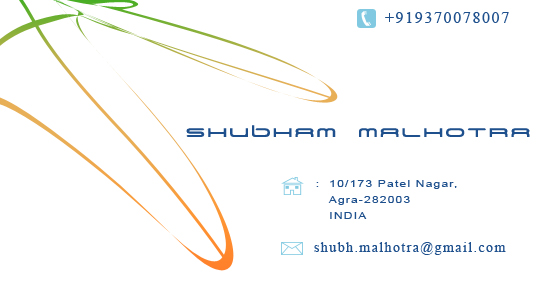 +919370078007
SHUBHAM MALHOTRA
: 10/173 Patel Nagar,
Agra-282003
INDIA
shubh.malhotra@gmail.com